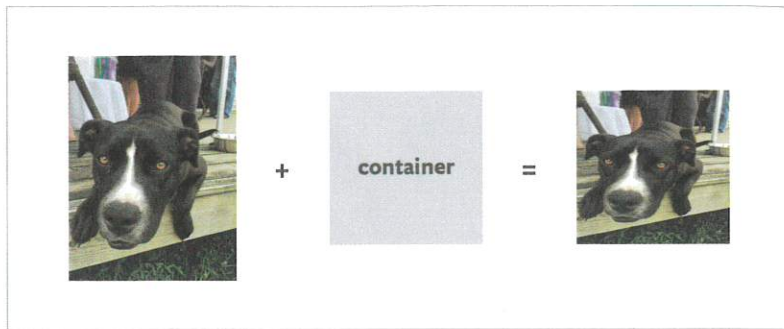 + container =